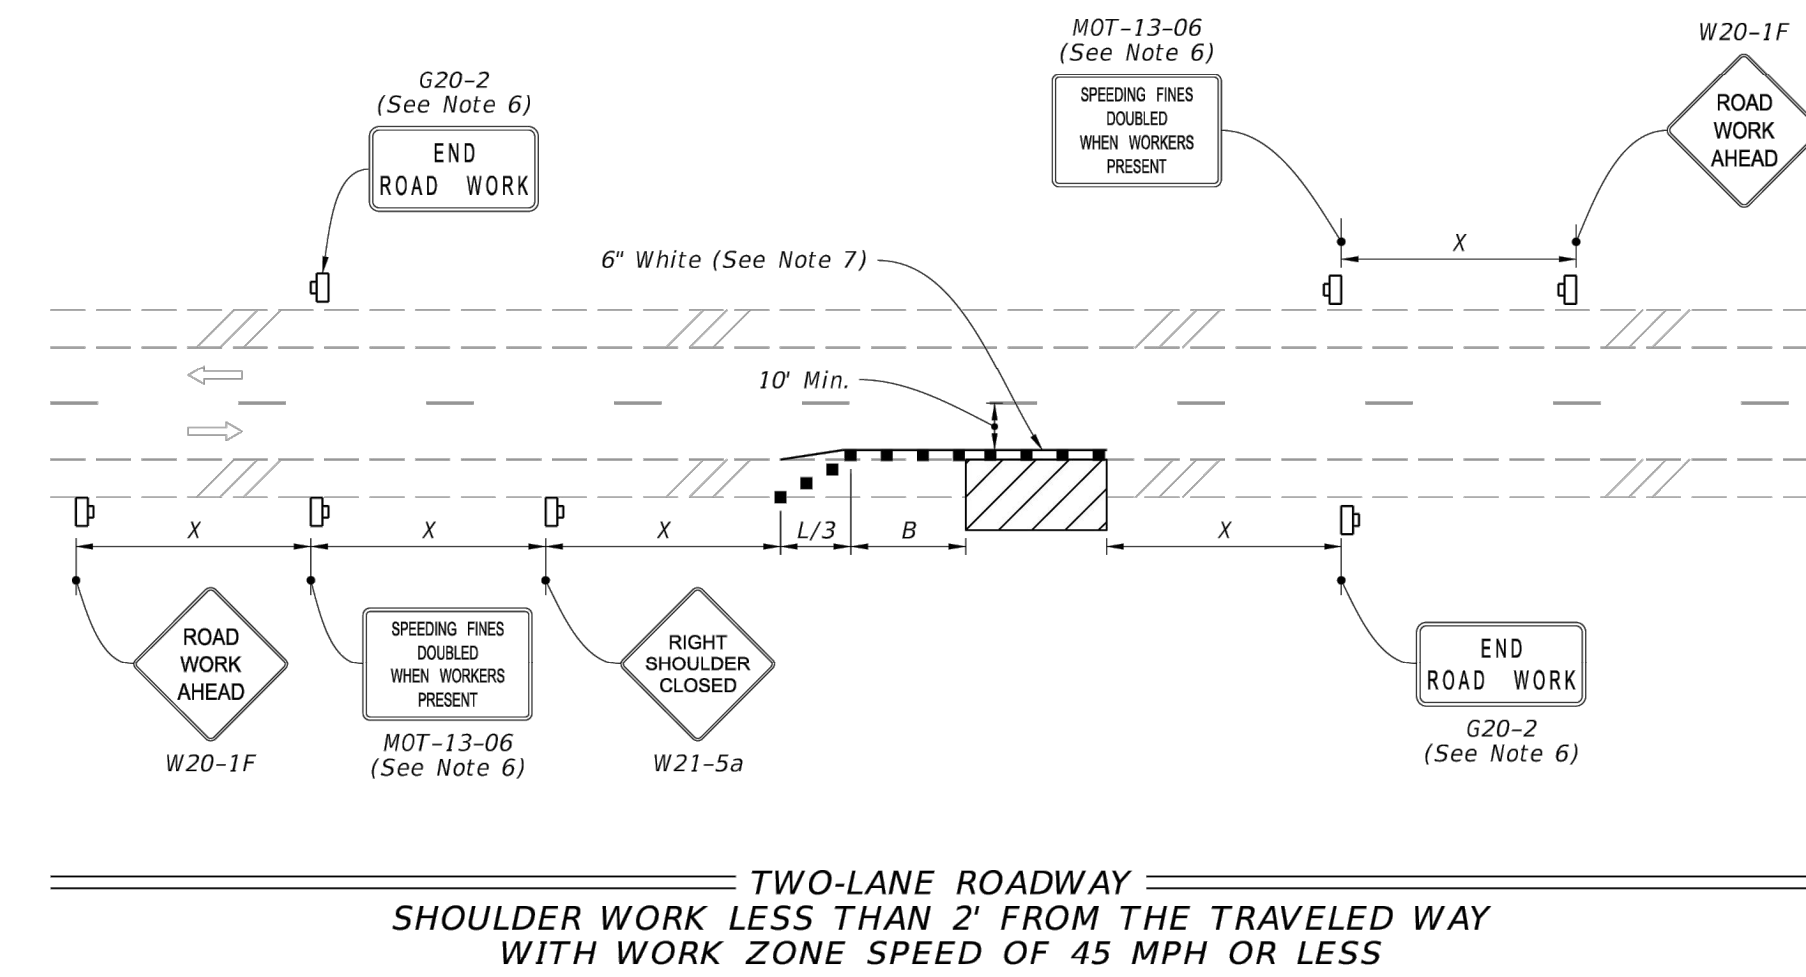 MOT-13-06
(See Note 6)
SPEEDING FINES
DOUBLED
WHEN WORKERS
PRESENT
W20-1F
ROAD
WORK
AHEAD
G20-2
(See Note 6)
END
ROAD WORK
6" White (See Note 7)
X
10' Min.
X
X
X
L/3
B
X
ROAD
WORK
AHEAD
W20-1F
SPEEDING FINES
DOUBLED
WHEN WORKERS
PRESENT
MOT-13-06
(See Note 6)
RIGHT
SHOULDER
CLOSED
W21-5a
END
ROAD WORK
G20-2
(See Note 6)
TWO-LANE ROADWAY
SHOULDER WORK LESS THAN 2' FROM THE TRAVELED WAY
WITH WORK ZONE SPEED OF 45 MPH OR LESS